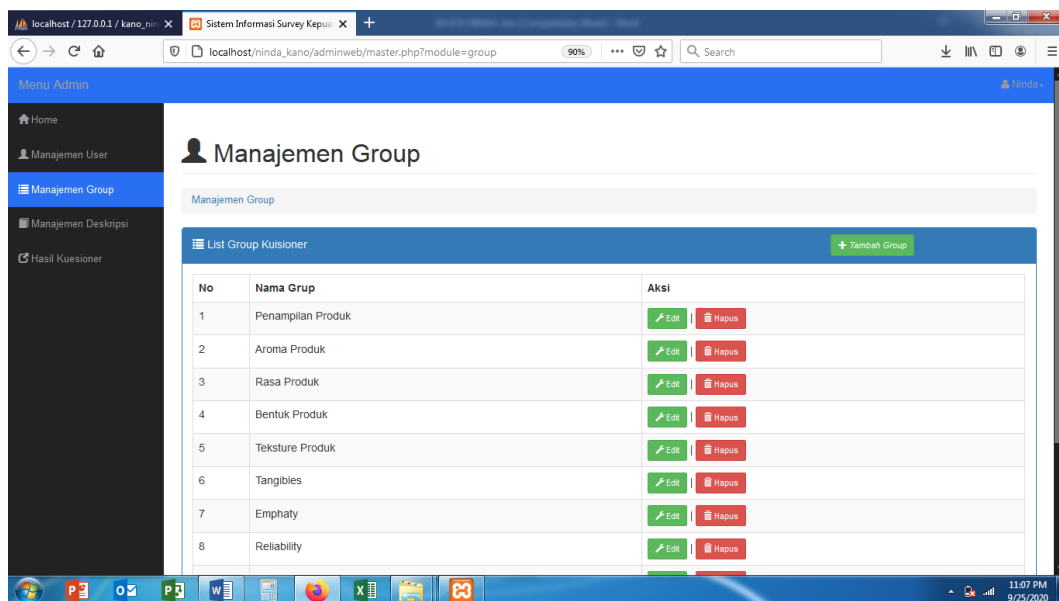 localhost / 127.0.0.1 / kano_nin
Sistem Informasi Survey Kepua
localhost/ninda_kano/adminweb/master.php?module=group
90%
Search
Menu Admin
Ninda
Home
Manajemen User
Manajemen Group
Manajemen Deskripsi
Hasil Kuesioner
Manajemen Group
Manajemen Group
List Group Kuisioner
Tambah Group
No Nama Grup Aksi
1 Penampilan Produk Edit | Hapus
2 Aroma Produk Edit | Hapus
3 Rasa Produk Edit | Hapus
4 Bentuk Produk Edit | Hapus
5 Teksture Produk Edit | Hapus
6 Tangibles Edit | Hapus
7 Emphaty Edit | Hapus
8 Reliability Edit | Hapus
11:07 PM
9/25/2020